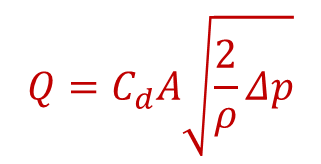 Q = C_d A √(2/ρ Δp)